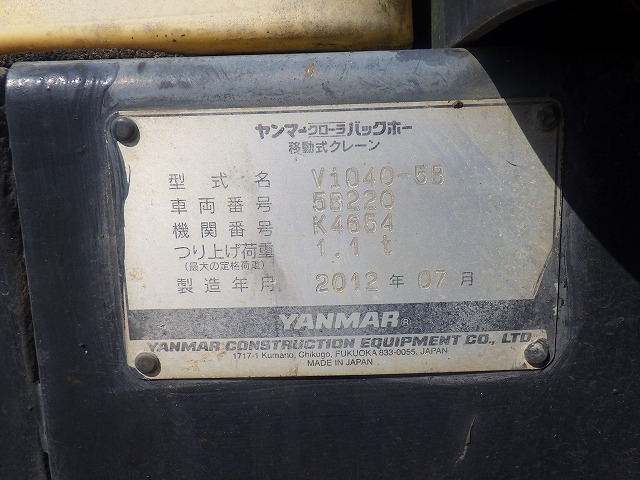 ヤンマークローラバックホー
移動式クレーン
型式名 Vi040-5B
車両番号 5B220
機関番号 K4654
つり上げ荷重 1.1 t
(最大の定格荷重)
製造年月 2012 年 07 月
YANMAR®
YANMAR CONSTRUCTION EQUIPMENT CO., LTD.
1717-1 Kumano, Chikugo, FUKUOKA 833-0055, JAPAN
MADE IN JAPAN